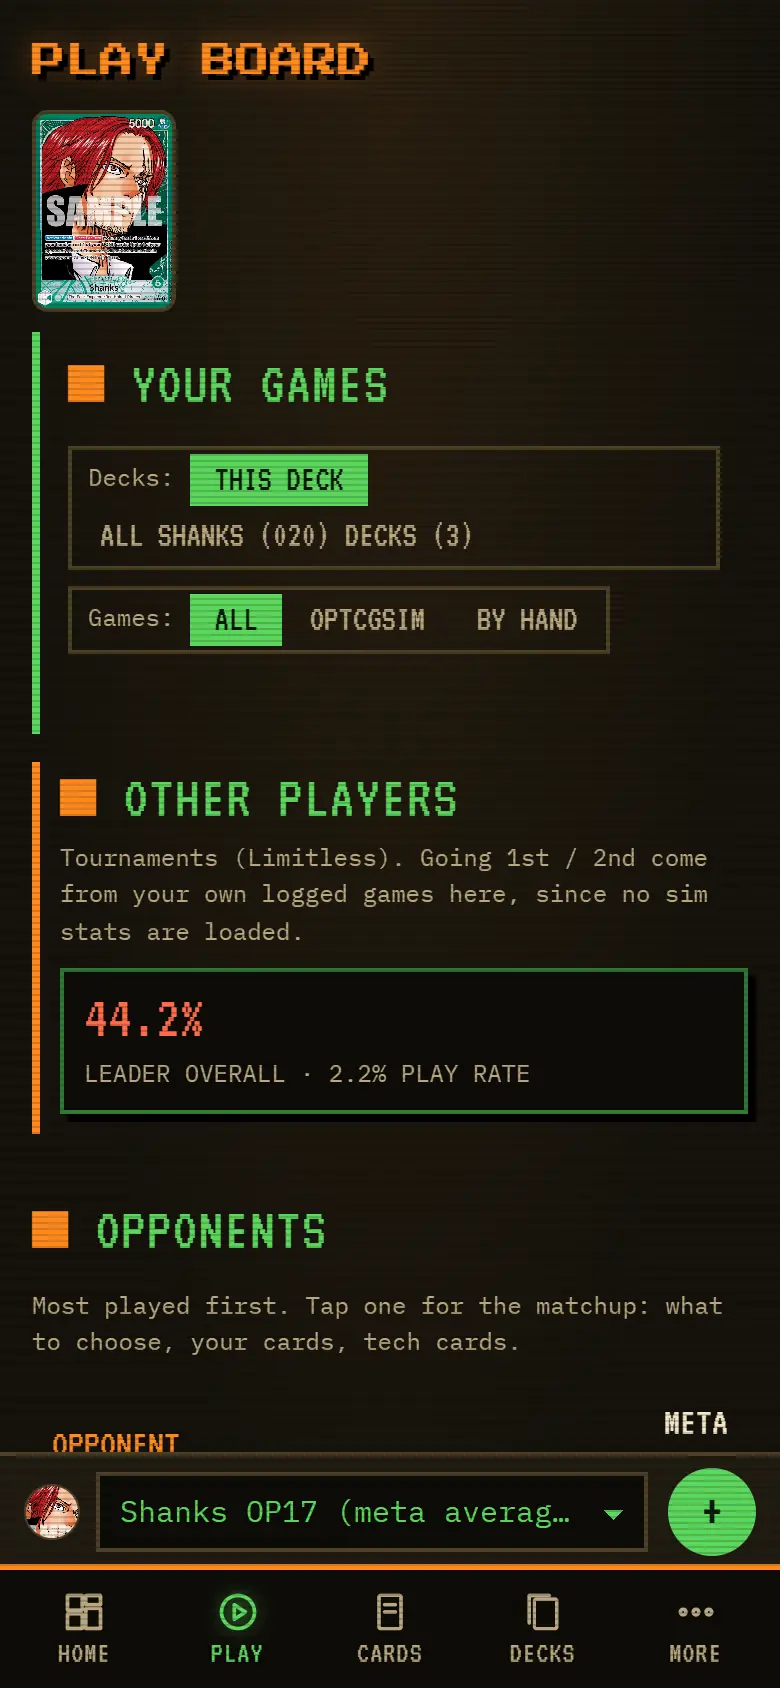 PLAY BOARD
5000
SAMPLE
Shanks
YOUR GAMES
Decks: THIS DECK
ALL SHANKS (020) DECKS (3)
Games: ALL OPTCGSIM BY HAND
OTHER PLAYERS
Tournaments (Limitless). Going 1st / 2nd come
from your own logged games here, since no sim
stats are loaded.
44.2%
LEADER OVERALL · 2.2% PLAY RATE
OPPONENTS
Most played first. Tap one for the matchup: what
to choose, your cards, tech cards.
META
OPPONENT
Shanks OP17 (meta averag…
+
HOME PLAY CARDS DECKS MORE